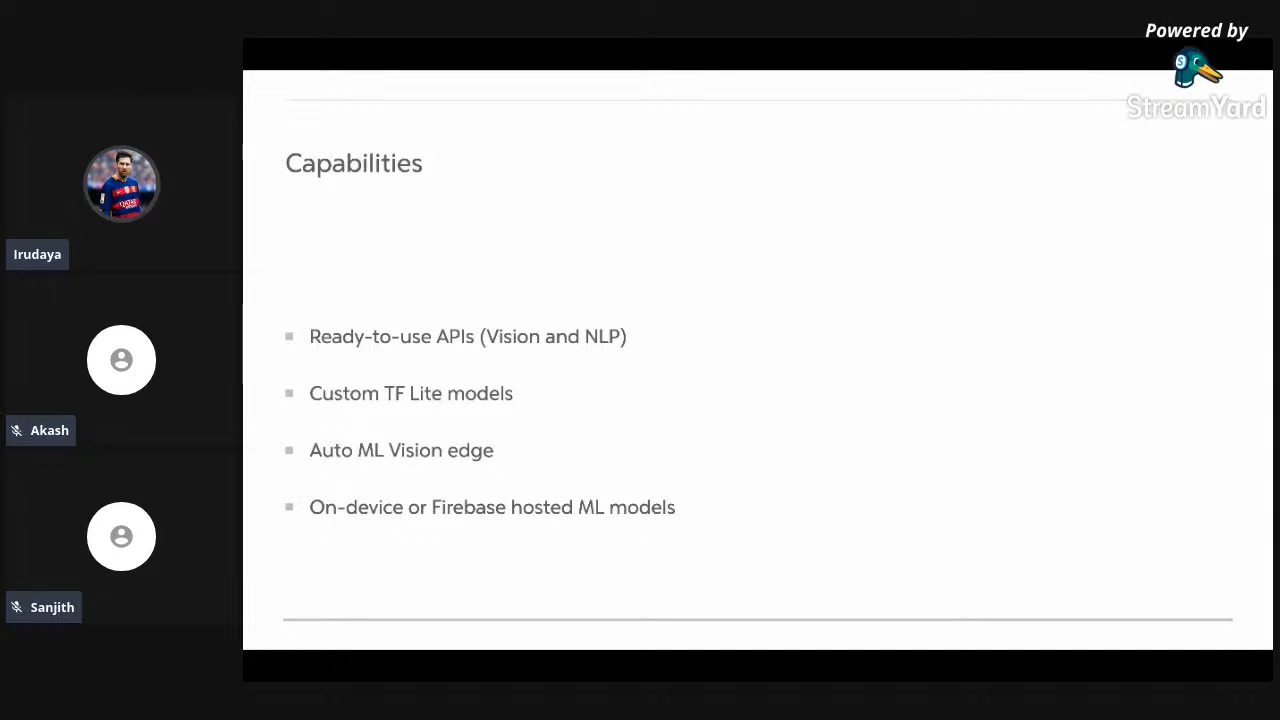 Powered by
StreamYard
Capabilities
Irudaya
Ready-to-use APIs (Vision and NLP)
Custom TF Lite models
Akash
Auto ML Vision edge
On-device or Firebase hosted ML models
Sanjith